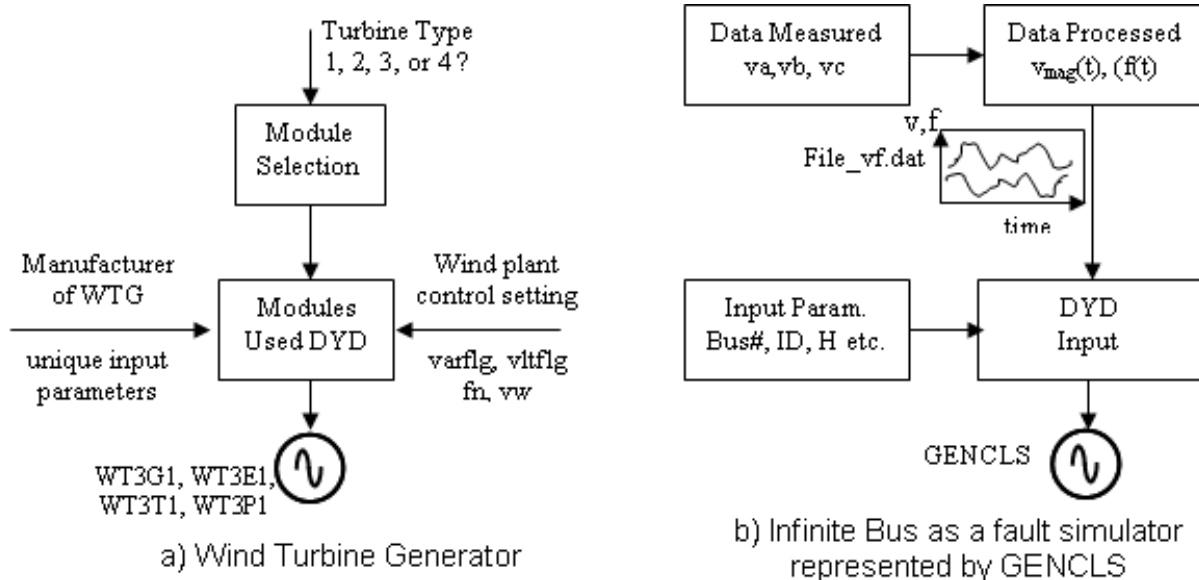 Turbine Type
1, 2, 3, or 4?
Module
Selection
Manufacturer
of WTG
unique input
parameters
Modules
Used DYD
Wind plant
control setting
varflg, vltflg
fn, vw
WT3G1, WT3E1,
WT3T1, WT3P1
a) Wind Turbine Generator
Data Measured
va,vb, vc
Data Processed
vmag(t), (f(t)
v,f
File_vf.dat
time
Input Param.
Bus#, ID, H etc.
DYD
Input
GENCLS
b) Infinite Bus as a fault simulator
represented by GENCLS